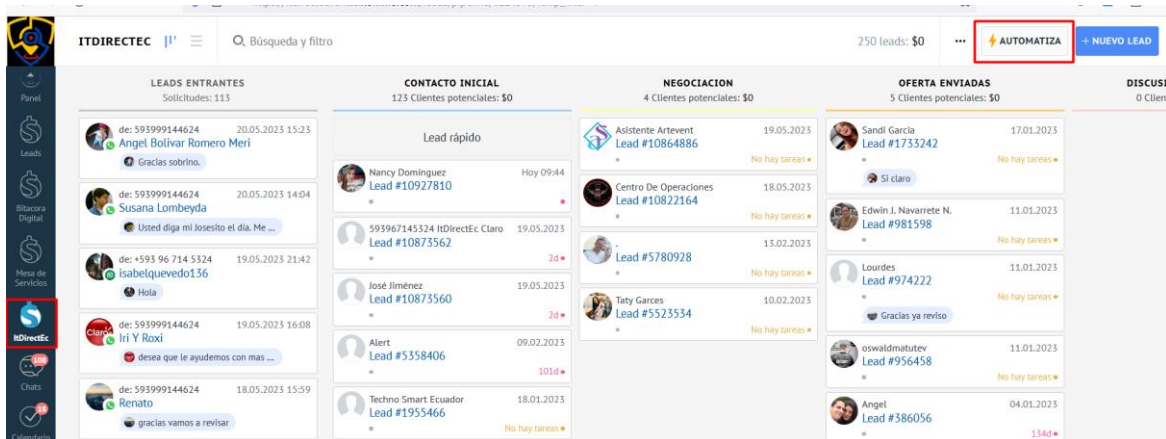 ITDIRECTEC
Búsqueda y filtro
250 leads: $0
AUTOMATIZA
+ NUEVO LEAD
Panel
Leads
Bitacora
Digital
Mesa de
Servicios
ItDirectEc
108
Chats
18
Calendario
LEADS ENTRANTES
Solicitudes: 113
de: 593999144624 20.05.2023 15:23
Angel Bolivar Romero Meri
Gracias sobrino.
de: 593999144624 20.05.2023 14:04
Susana Lombeyda
Usted diga mi Josesito el día. Me ...
de: +593 96 714 5324 19.05.2023 21:42
isabelquevedo136
Hola
de: 593999144624 19.05.2023 16:08
Iri Y Roxi
desea que le ayudemos con mas ...
de: 593999144624 18.05.2023 15:59
Renato
gracias vamos a revisar
CONTACTO INICIAL
123 Clientes potenciales: $0
Lead rápido
Nancy Domínguez Hoy 09:44
Lead #10927810
593967145324 ItDirectEc Claro 19.05.2023
Lead #10873562
2d
José Jiménez 19.05.2023
Lead #10873560
2d
Alert 09.02.2023
Lead #5358406
101d
Techno Smart Ecuador 18.01.2023
Lead #1955466
No hay tareas
NEGOCIACION
4 Clientes potenciales: $0
Asistente Artevent 19.05.2023
Lead #10864886
No hay tareas
Centro De Operaciones 18.05.2023
Lead #10822164
No hay tareas
. 13.02.2023
Lead #5780928
No hay tareas
Taty Garces 10.02.2023
Lead #5523534
No hay tareas
OFERTA ENVIADAS
5 Clientes potenciales: $0
Sandi Garcia 17.01.2023
Lead #1733242
No hay tareas
SI claro
Edwin J. Navarrete N. 11.01.2023
Lead #981598
No hay tareas
Lourdes 11.01.2023
Lead #974222
No hay tareas
Gracias ya reviso
oswaldmatutev 11.01.2023
Lead #956458
No hay tareas
Angel 04.01.2023
Lead #386056
134d
DISCUSI
0 Clien